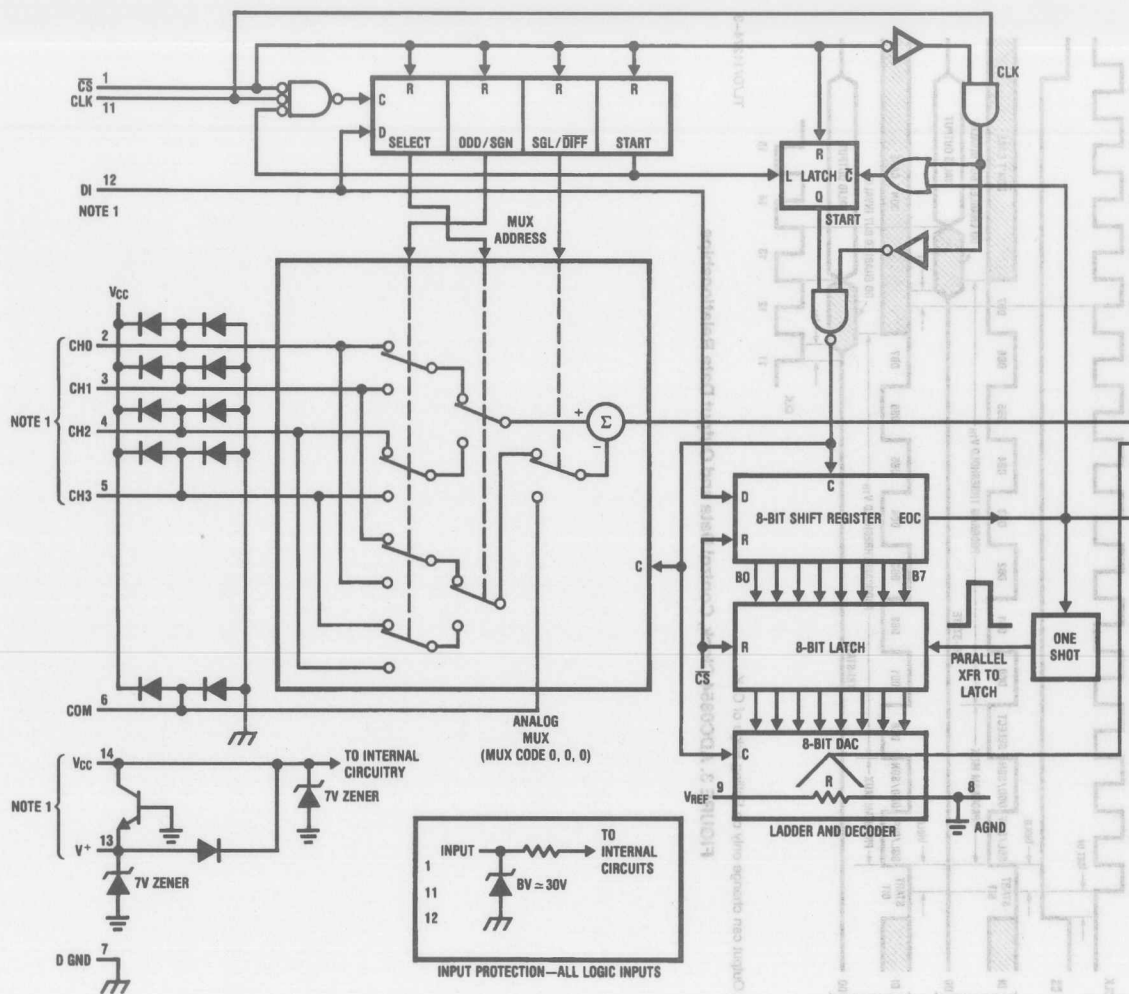 C̅S̅ 1
CLK 11
DI 12
NOTE 1
R R R R
C
D
SELECT ODD/SGN SGL/D̅I̅F̅F̅ START
MUX
ADDRESS
CLK
R
L LATCH C̅
Q
START
VCC
CH0 2
CH1 3
NOTE 1
CH2 4
CH3 5
COM 6
+
Σ
−
C
ANALOG
MUX
(MUX CODE 0, 0, 0)
C
D 8-BIT SHIFT REGISTER EOC
R
B0 B7
R 8-BIT LATCH
C̅S̅
PARALLEL
XFR TO
LATCH
ONE
SHOT
8-BIT DAC
C
R
VREF 9
8
AGND
LADDER AND DECODER
VCC 14
TO INTERNAL
CIRCUITRY
7V ZENER
NOTE 1
V+ 13
7V ZENER
D GND 7
INPUT
TO
INTERNAL
CIRCUITS
1
11
12
BV ≃ 30V
INPUT PROTECTION—ALL LOGIC INPUTS